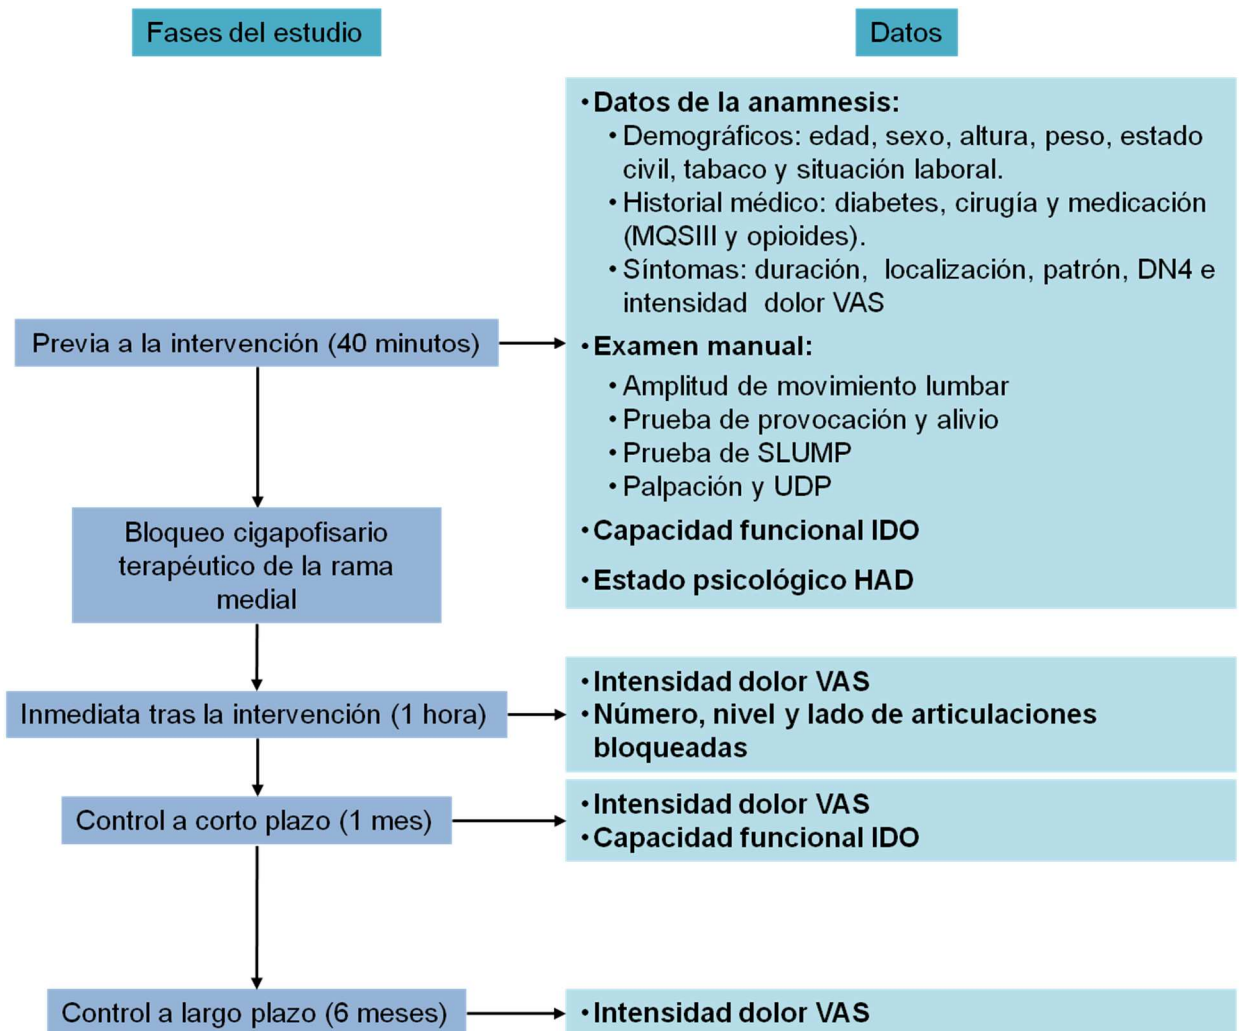 Fases del estudio
Datos
• Datos de la anamnesis:
• Demográficos: edad, sexo, altura, peso, estado
civil, tabaco y situación laboral.
• Historial médico: diabetes, cirugía y medicación
(MQSIII y opioides).
• Síntomas: duración, localización, patrón, DN4 e
intensidad dolor VAS
Previa a la intervención (40 minutos)
• Examen manual:
• Amplitud de movimiento lumbar
• Prueba de provocación y alivio
• Prueba de SLUMP
• Palpación y UDP
• Capacidad funcional IDO
• Estado psicológico HAD
Bloqueo cigapofisario
terapéutico de la rama
medial
Inmediata tras la intervención (1 hora)
• Intensidad dolor VAS
• Número, nivel y lado de articulaciones
bloqueadas
Control a corto plazo (1 mes)
• Intensidad dolor VAS
• Capacidad funcional IDO
Control a largo plazo (6 meses)
• Intensidad dolor VAS